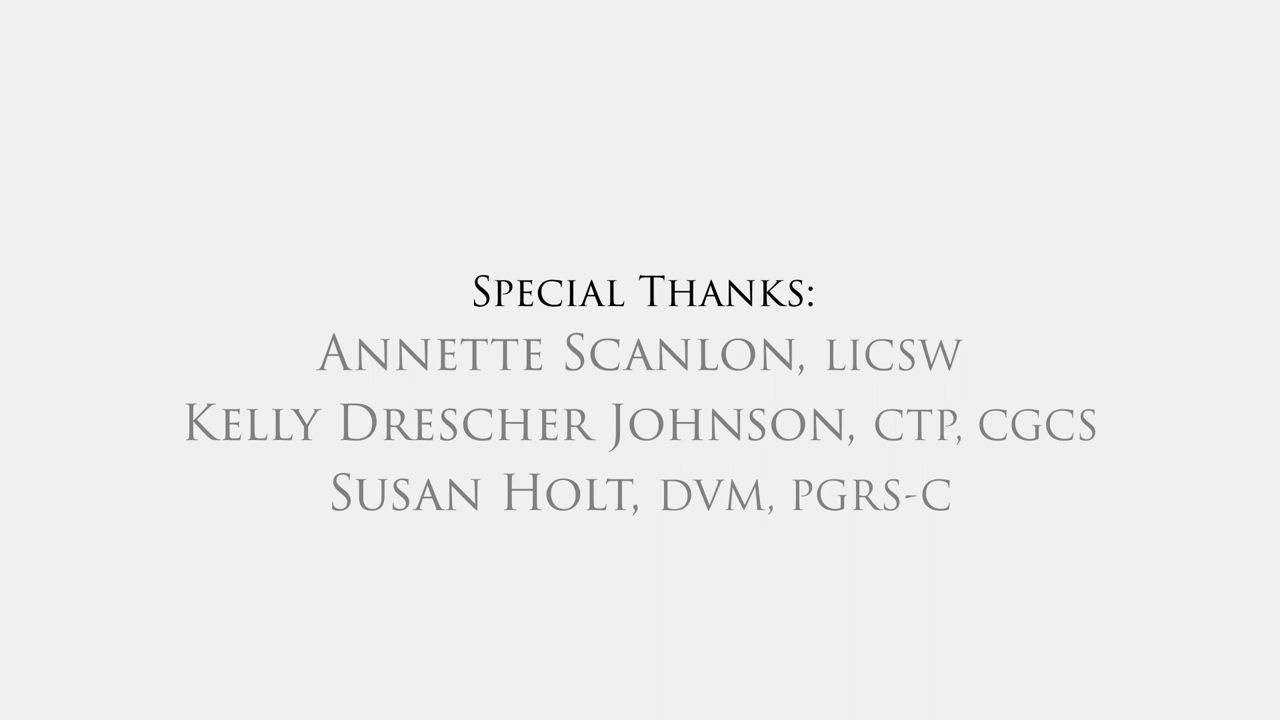 Special Thanks:
Annette Scanlon, LICSW
Kelly Drescher Johnson, CTP, CGCS
Susan Holt, DVM, PGRS-C